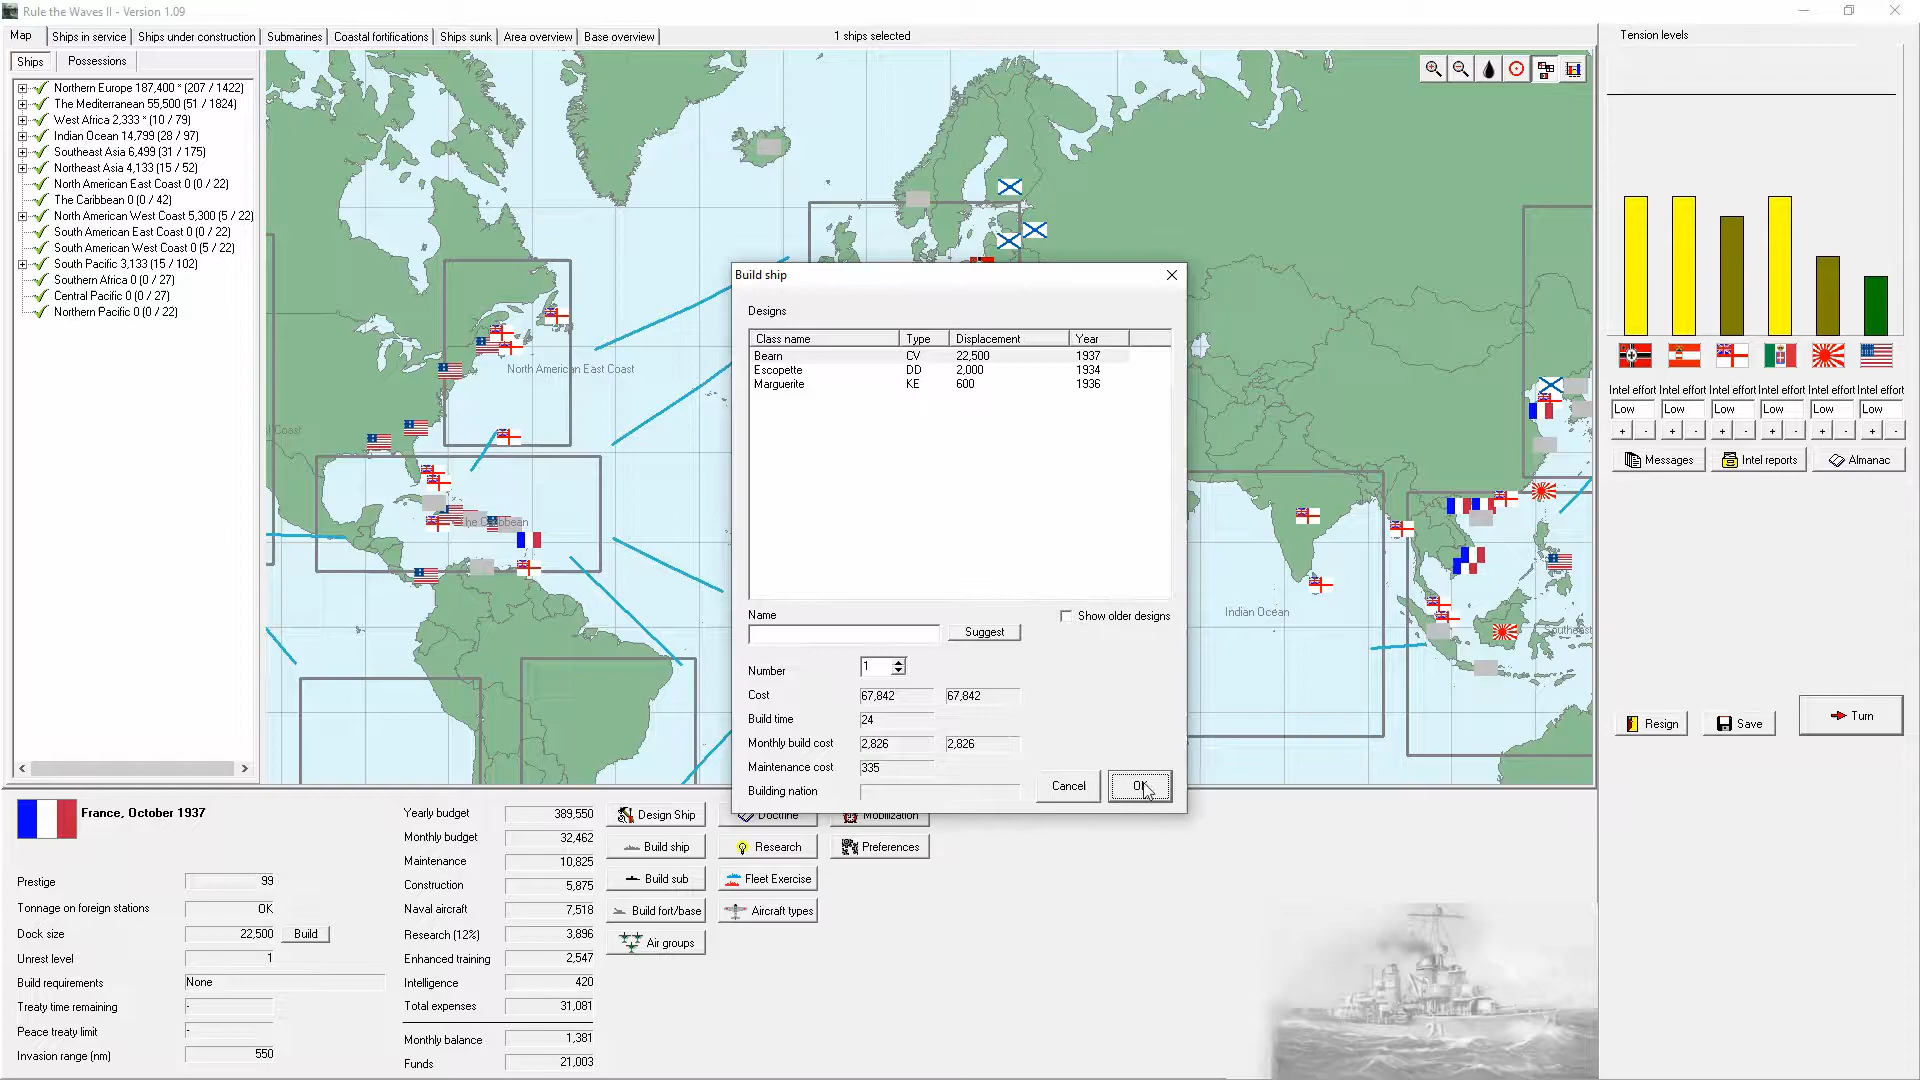 Rule the Waves II - Version 1.09
Map
Ships in service
Ships under construction
Submarines
Coastal fortifications
Ships sunk
Area overview
Base overview
1 ships selected
Tension levels
Ships
Possessions
Northern Europe 187,400 * (207 / 1422)
The Mediterranean 55,500 (51 / 1824)
West Africa 2,333 * (10 / 79)
Indian Ocean 14,799 (28 / 97)
Southeast Asia 6,499 (31 / 175)
Northeast Asia 4,133 (15 / 52)
North American East Coast 0 (0 / 22)
The Caribbean 0 (0 / 42)
North American West Coast 5,300 (5 / 22)
South American East Coast 0 (0 / 22)
South American West Coast 0 (5 / 22)
South Pacific 3,133 (15 / 102)
Southern Africa 0 (0 / 27)
Central Pacific 0 (0 / 27)
Northern Pacific 0 (0 / 22)
North American East Coast
Coast
The Caribbean
Indian Ocean
Southeast
Build ship
Designs
Class name Type Displacement Year
Bearn CV 22,500 1937
Escopette DD 2,000 1934
Marguerite KE 600 1936
Name
Suggest
Show older designs
Number 1
Cost 67,842 67,842
Build time 24
Monthly build cost 2,826 2,826
Maintenance cost 335
Building nation
Cancel
OK
Intel effort Intel effort Intel effort Intel effort Intel effort Intel effort
Low Low Low Low Low Low
+ - + - + - + - + - + -
Messages
Intel reports
Almanac
Resign
Save
Turn
France, October 1937
Prestige 99
Tonnage on foreign stations OK
Dock size 22,500 Build
Unrest level 1
Build requirements None
Treaty time remaining -
Peace treaty limit -
Invasion range (nm) 550
Yearly budget 389,550
Monthly budget 32,462
Maintenance 10,825
Construction 5,875
Naval aircraft 7,518
Research (12%) 3,896
Enhanced training 2,547
Intelligence 420
Total expenses 31,081
Monthly balance 1,381
Funds 21,003
Design Ship
Doctrine
Mobilization
Build ship
Research
Preferences
Build sub
Fleet Exercise
Build fort/base
Aircraft types
Air groups